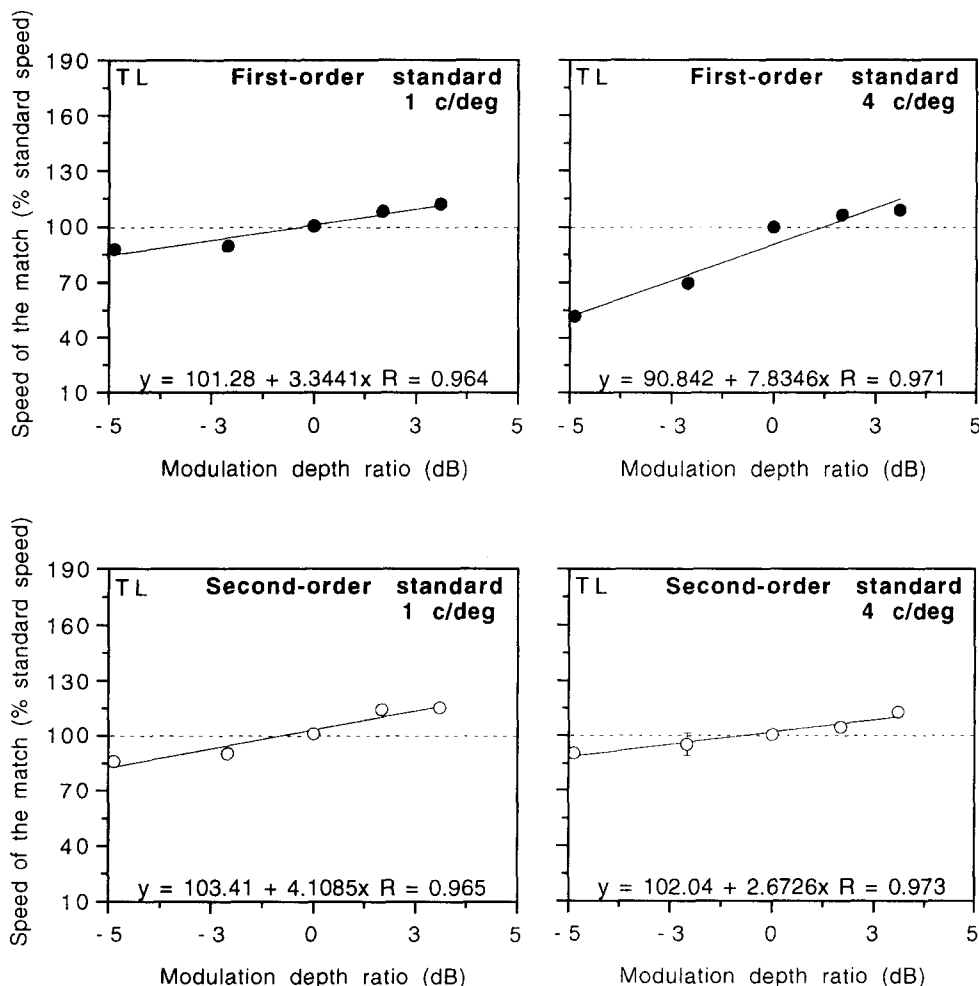 Speed of the match (% standard speed)
190
160
130
100
70
40
10
TL First-order standard
1 c/deg
y = 101.28 + 3.3441x R = 0.964
-5 -3 0 3 5
Modulation depth ratio (dB)
TL First-order standard
4 c/deg
y = 90.842 + 7.8346x R = 0.971
-5 -3 0 3 5
Modulation depth ratio (dB)
Speed of the match (% standard speed)
190
160
130
100
70
40
10
TL Second-order standard
1 c/deg
y = 103.41 + 4.1085x R = 0.965
-5 -3 0 3 5
Modulation depth ratio (dB)
TL Second-order standard
4 c/deg
y = 102.04 + 2.6726x R = 0.973
-5 -3 0 3 5
Modulation depth ratio (dB)